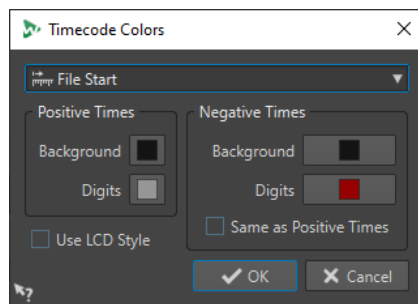 Timecode Colors
File Start
Positive Times
Negative Times
Background
Background
Digits
Digits
Same as Positive Times
Use LCD Style
OK
Cancel
?